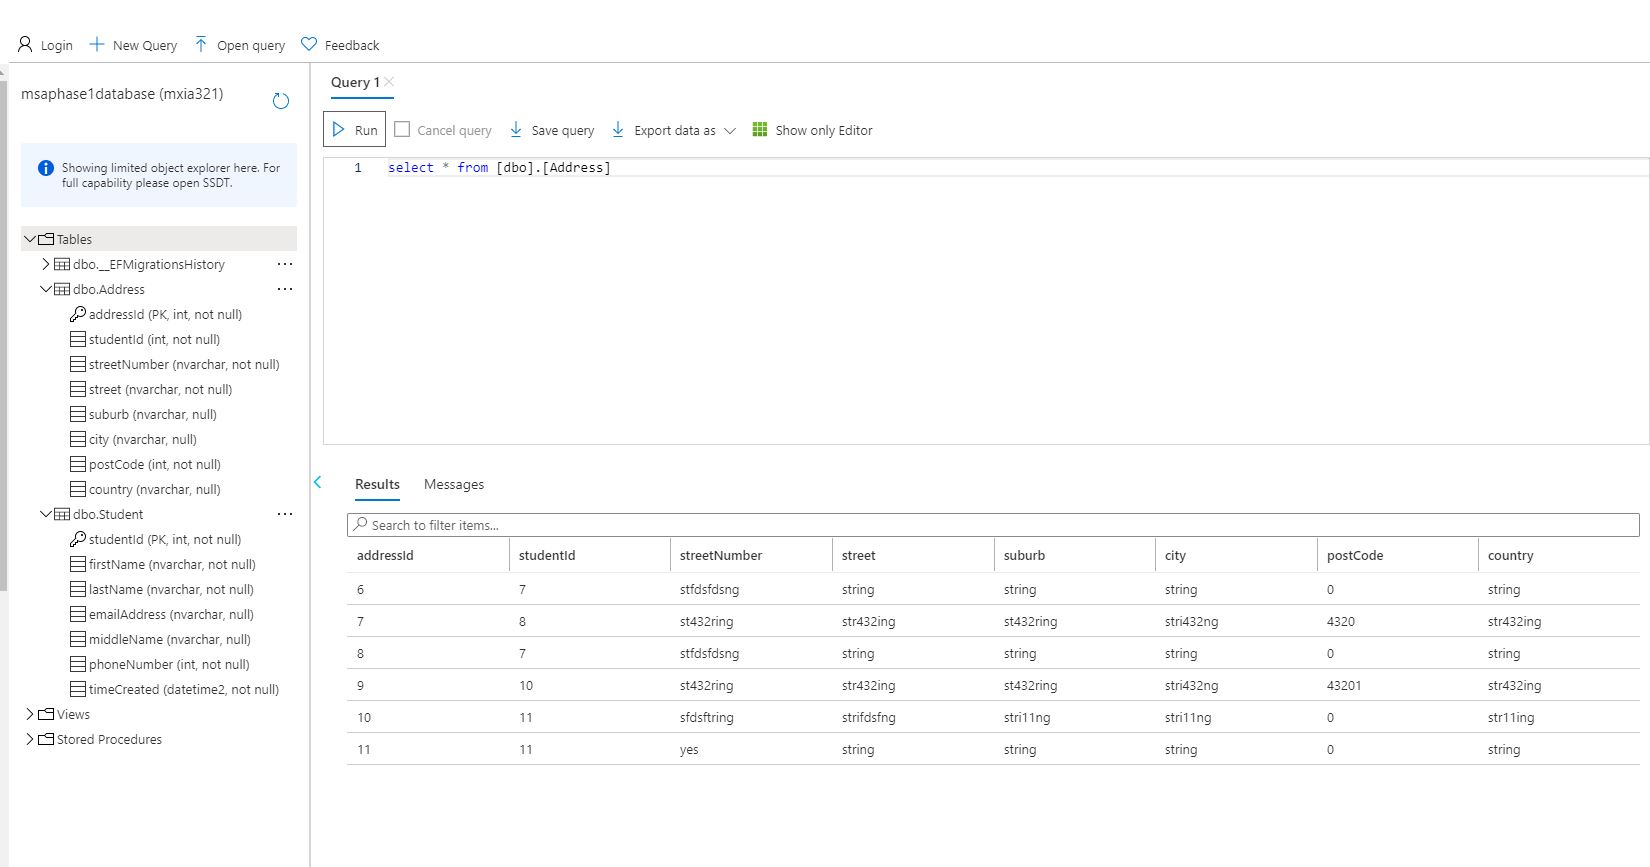 Login New Query Open query Feedback
msaphase1database (mxia321)
Showing limited object explorer here. For
full capability please open SSDT.
Tables
dbo.__EFMigrationsHistory ...
dbo.Address ...
addressId (PK, int, not null)
studentId (int, not null)
streetNumber (nvarchar, not null)
street (nvarchar, not null)
suburb (nvarchar, null)
city (nvarchar, null)
postCode (int, not null)
country (nvarchar, null)
dbo.Student ...
studentId (PK, int, not null)
firstName (nvarchar, not null)
lastName (nvarchar, not null)
emailAddress (nvarchar, null)
middleName (nvarchar, null)
phoneNumber (int, not null)
timeCreated (datetime2, not null)
Views
Stored Procedures
Query 1
Run Cancel query Save query Export data as Show only Editor
1 select * from [dbo].[Address]
Results Messages
Search to filter items...
addressId studentId streetNumber street suburb city postCode country
6 7 stfdsfdsng string string string 0 string
7 8 st432ring str432ing st432ring stri432ng 4320 str432ing
8 7 stfdsfdsng string string string 0 string
9 10 st432ring str432ing st432ring stri432ng 43201 str432ing
10 11 sfdsftring strifdsfng stri11ng stri11ng 0 str11ing
11 11 yes string string string 0 string